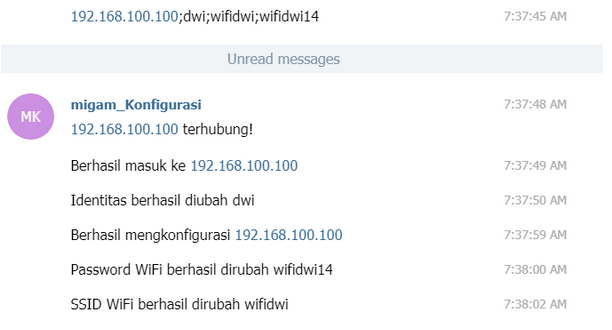 192.168.100.100;dwi;wifidwi;wifidwi14 7:37:45 AM
Unread messages
migam_Konfigurasi 7:37:48 AM
MK
192.168.100.100 terhubung!
Berhasil masuk ke 192.168.100.100 7:37:49 AM
Identitas berhasil diubah dwi 7:37:50 AM
Berhasil mengkonfigurasi 192.168.100.100 7:37:59 AM
Password WiFi berhasil dirubah wifidwi14 7:38:00 AM
SSID WiFi berhasil dirubah wifidwi 7:38:02 AM